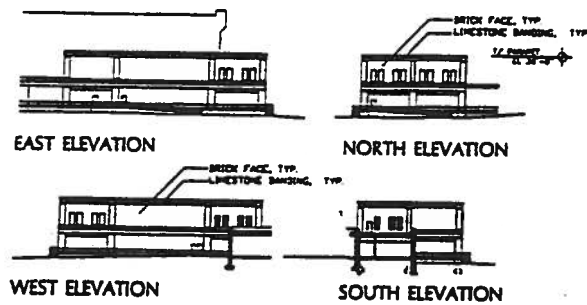 BRICK FACE, TYP.
LIMESTONE BANDING, TYP.
T/ PARAPET
EAST ELEVATION
NORTH ELEVATION
BRICK FACE, TYP.
LIMESTONE BANDING, TYP.
WEST ELEVATION
SOUTH ELEVATION